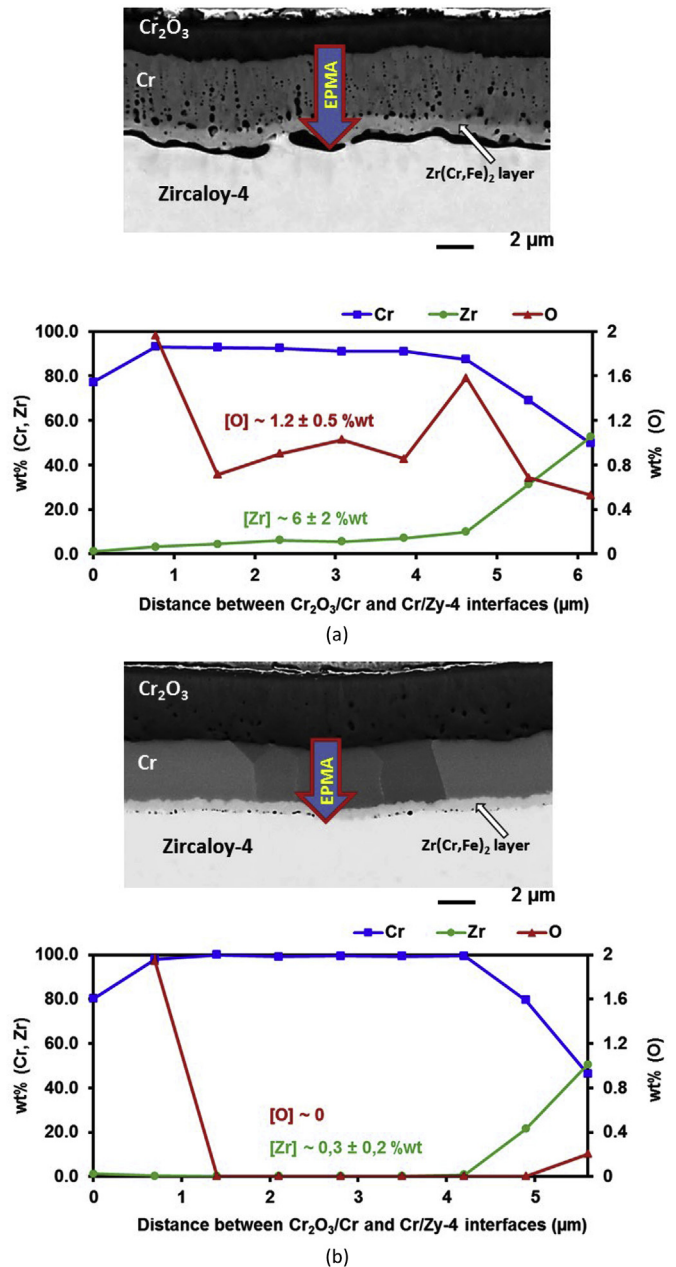 Cr₂O₃
Cr
EPMA
Zr(Cr,Fe)₂ layer
Zircaloy-4
2 µm
Cr Zr O
100.0 2
80.0 1.6
60.0 1.2
40.0 0.8
20.0 0.4
0.0 0
wt% (Cr, Zr)
wt% (O)
[O] ~ 1.2 ± 0.5 %wt
[Zr] ~ 6 ± 2 %wt
0 1 2 3 4 5 6
Distance between Cr₂O₃/Cr and Cr/Zy-4 interfaces (µm)
(a)
Cr₂O₃
Cr
EPMA
Zircaloy-4
Zr(Cr,Fe)₂ layer
2 µm
Cr Zr O
100.0 2
80.0 1.6
60.0 1.2
40.0 0.8
20.0 0.4
0.0 0
wt% (Cr, Zr)
wt% (O)
[O] ~ 0
[Zr] ~ 0,3 ± 0,2 %wt
0 1 2 3 4 5
Distance between Cr₂O₃/Cr and Cr/Zy-4 interfaces (µm)
(b)